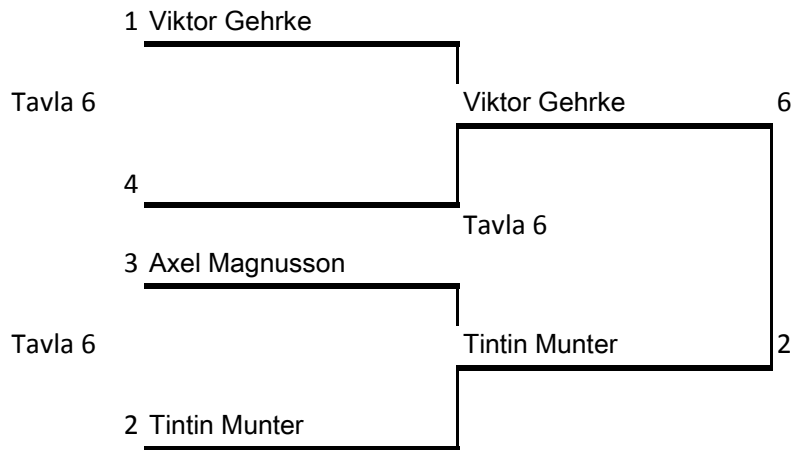 1 Viktor Gehrke
Tavla 6
Viktor Gehrke 6
4
Tavla 6
3 Axel Magnusson
Tavla 6
Tintin Munter 2
2 Tintin Munter